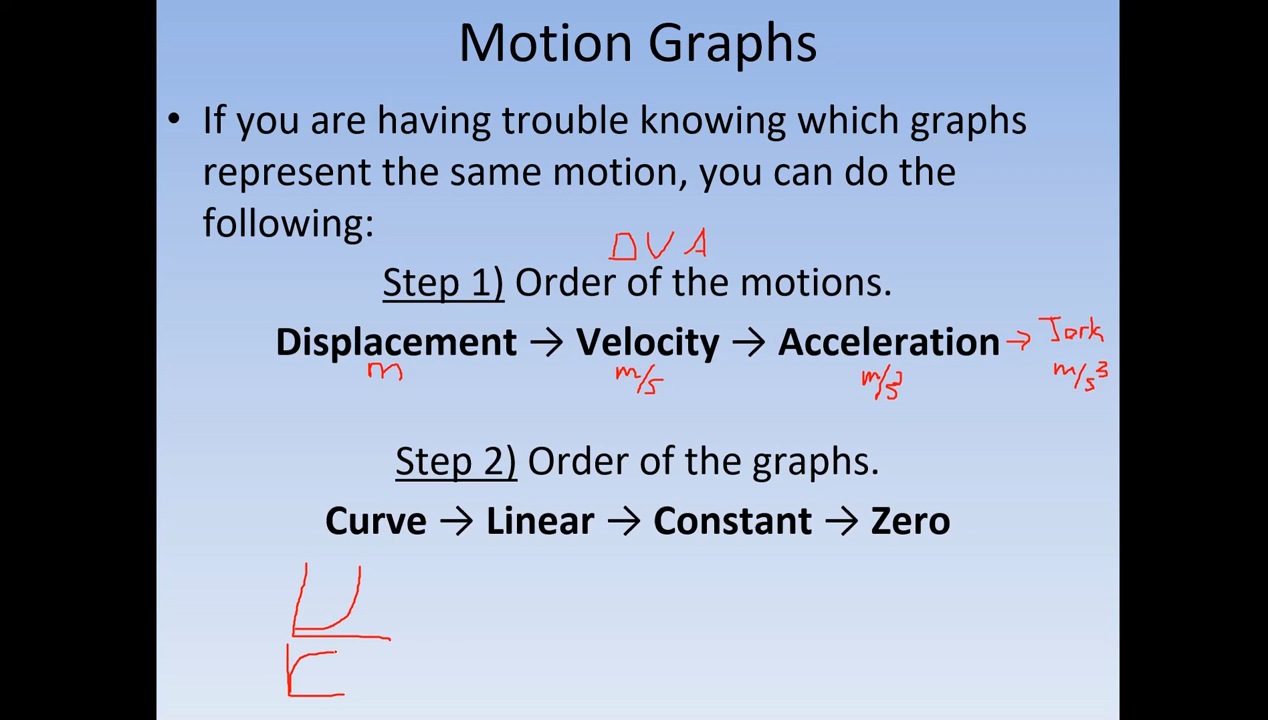 Motion Graphs
• If you are having trouble knowing which graphs
represent the same motion, you can do the
following:
D V A
Step 1) Order of the motions.
Displacement → Velocity → Acceleration → Jerk
m m/s m/s² m/s³
Step 2) Order of the graphs.
Curve → Linear → Constant → Zero